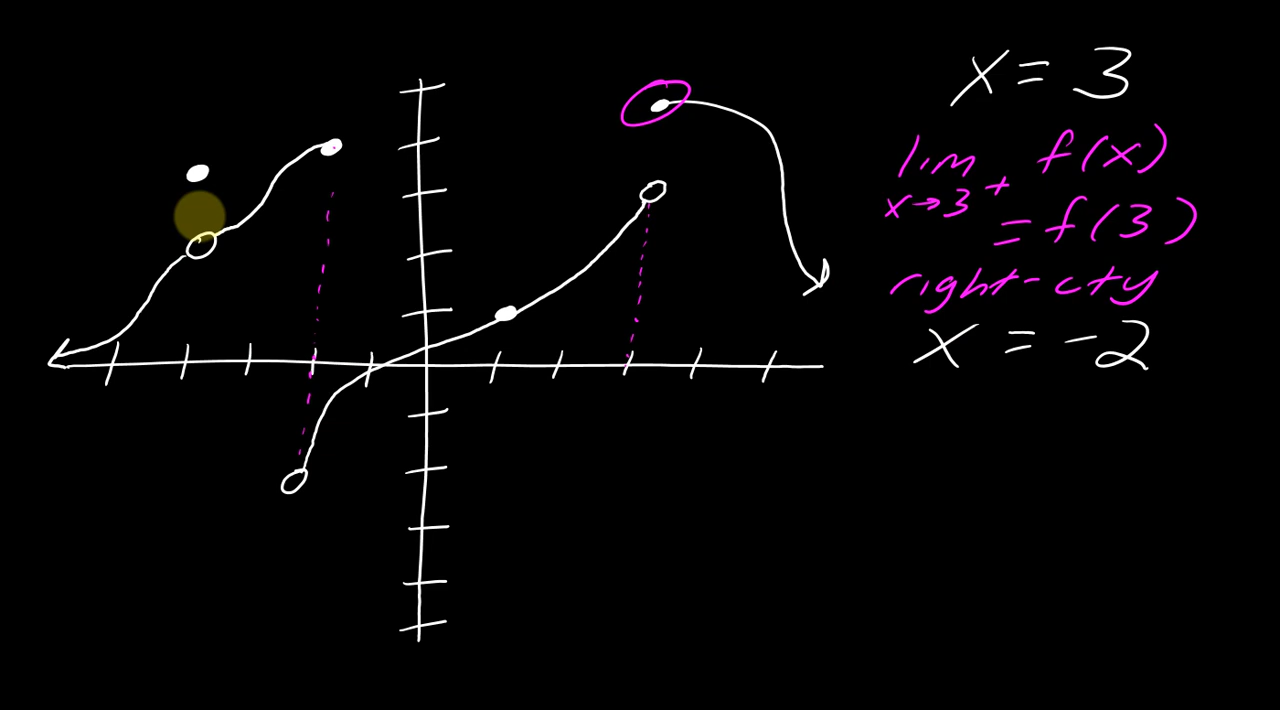 x = 3
lim f(x)
x→3⁺
= f(3)
right-cty
x = -2